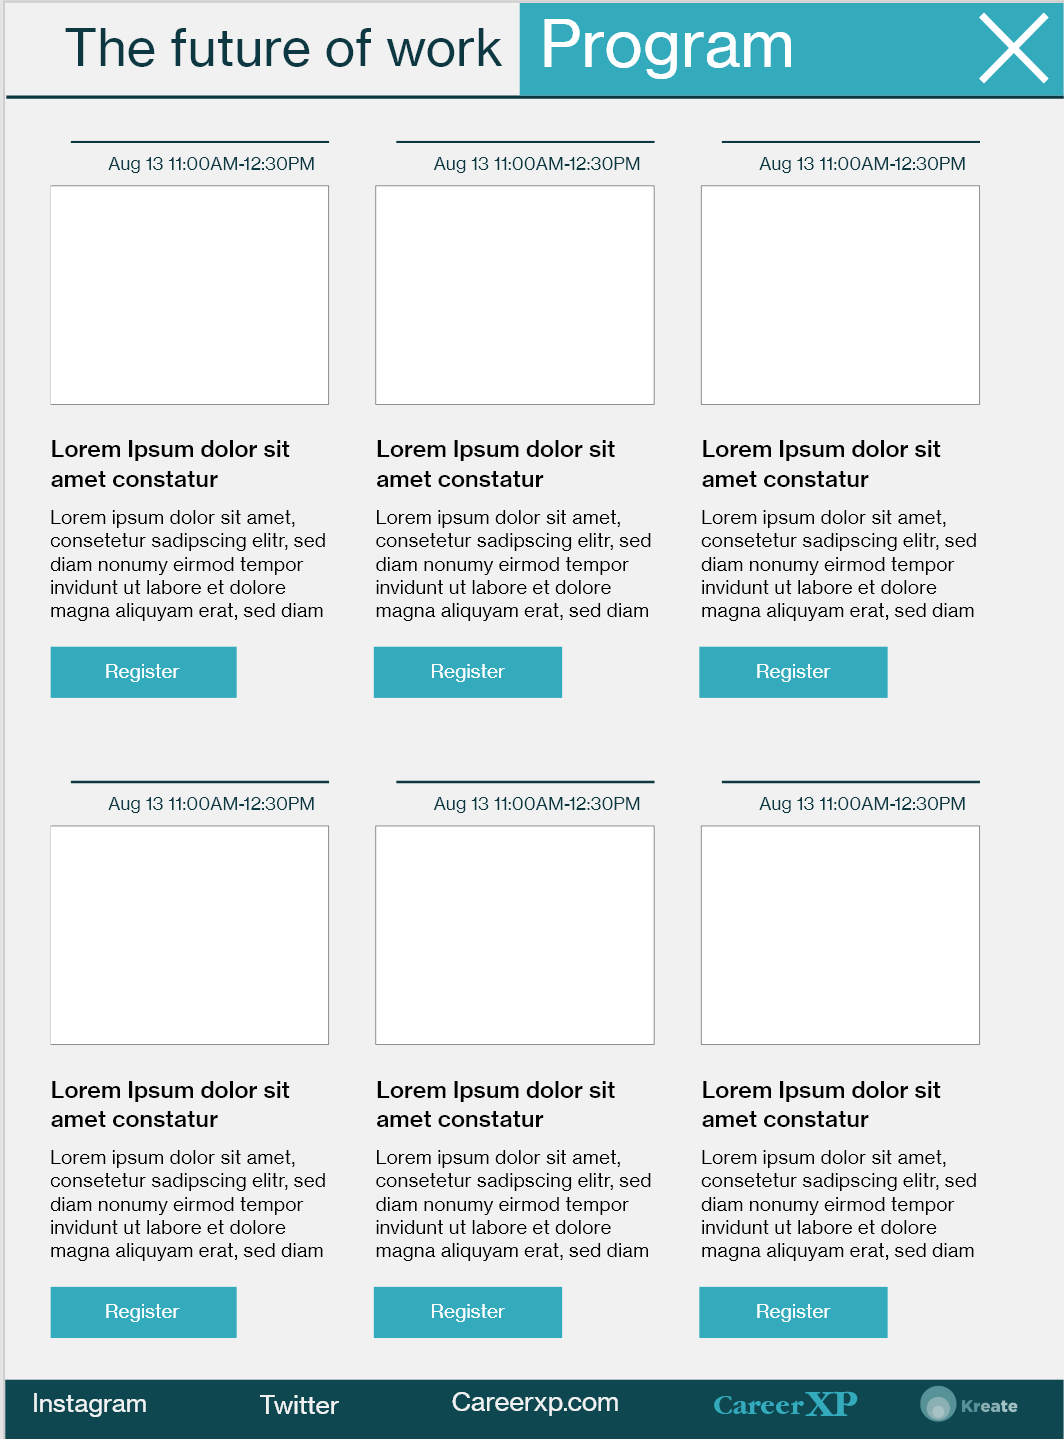 The future of work
Program
Aug 13 11:00AM-12:30PM
Lorem Ipsum dolor sit
amet constatur
Lorem ipsum dolor sit amet,
consetetur sadipscing elitr, sed
diam nonumy eirmod tempor
invidunt ut labore et dolore
magna aliquyam erat, sed diam
Register
Aug 13 11:00AM-12:30PM
Lorem Ipsum dolor sit
amet constatur
Lorem ipsum dolor sit amet,
consetetur sadipscing elitr, sed
diam nonumy eirmod tempor
invidunt ut labore et dolore
magna aliquyam erat, sed diam
Register
Aug 13 11:00AM-12:30PM
Lorem Ipsum dolor sit
amet constatur
Lorem ipsum dolor sit amet,
consetetur sadipscing elitr, sed
diam nonumy eirmod tempor
invidunt ut labore et dolore
magna aliquyam erat, sed diam
Register
Aug 13 11:00AM-12:30PM
Lorem Ipsum dolor sit
amet constatur
Lorem ipsum dolor sit amet,
consetetur sadipscing elitr, sed
diam nonumy eirmod tempor
invidunt ut labore et dolore
magna aliquyam erat, sed diam
Register
Aug 13 11:00AM-12:30PM
Lorem Ipsum dolor sit
amet constatur
Lorem ipsum dolor sit amet,
consetetur sadipscing elitr, sed
diam nonumy eirmod tempor
invidunt ut labore et dolore
magna aliquyam erat, sed diam
Register
Aug 13 11:00AM-12:30PM
Lorem Ipsum dolor sit
amet constatur
Lorem ipsum dolor sit amet,
consetetur sadipscing elitr, sed
diam nonumy eirmod tempor
invidunt ut labore et dolore
magna aliquyam erat, sed diam
Register
Instagram
Twitter
Careerxp.com
CareerXP
Kreate